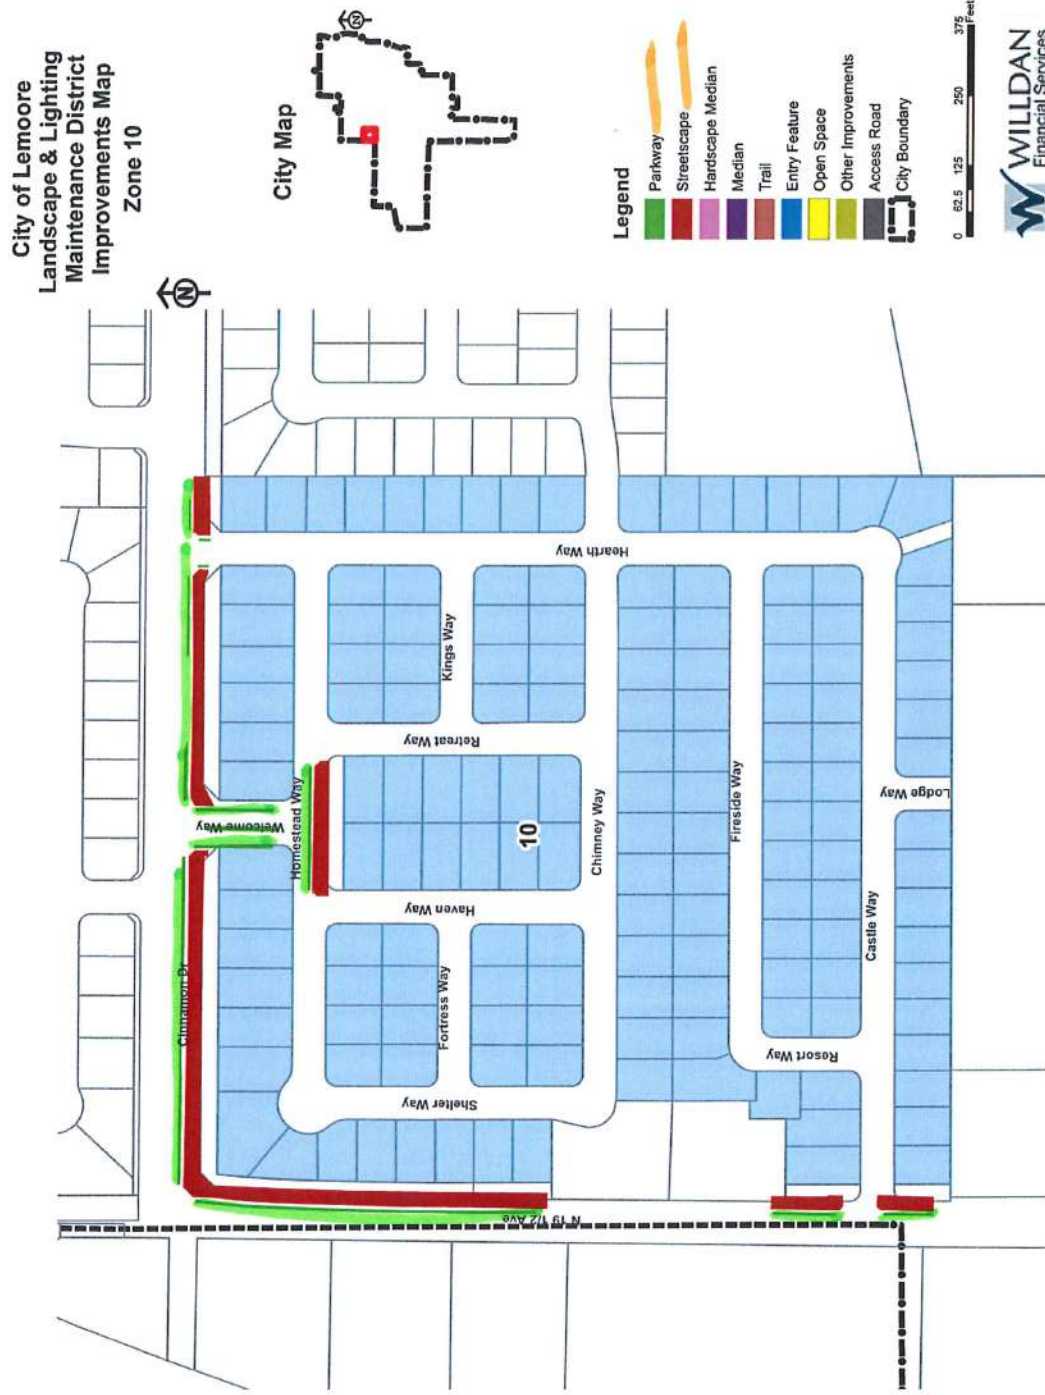 City of Lemoore
Landscape & Lighting
Maintenance District
Improvements Map
Zone 10
City Map
N
Legend
Parkway
Streetscape
Hardscape Median
Median
Trail
Entry Feature
Open Space
Other Improvements
Access Road
City Boundary
0 62.5 125 250 375
Feet
WILLDAN
Financial Services
N
Cinnamon Dr
Welcome Way
Homestead Way
Hearth Way
Kings Way
Retreat Way
10
Haven Way
Chimney Way
Fortress Way
Shelter Way
Fireside Way
Lodge Way
Castle Way
Resort Way
N 19 1/2 Ave